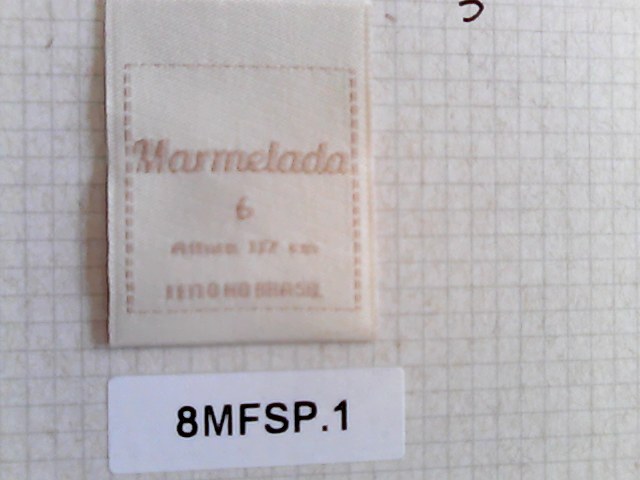 Marmelada
6
Altura 117 cm
FEITO NO BRASIL
8MFSP.1